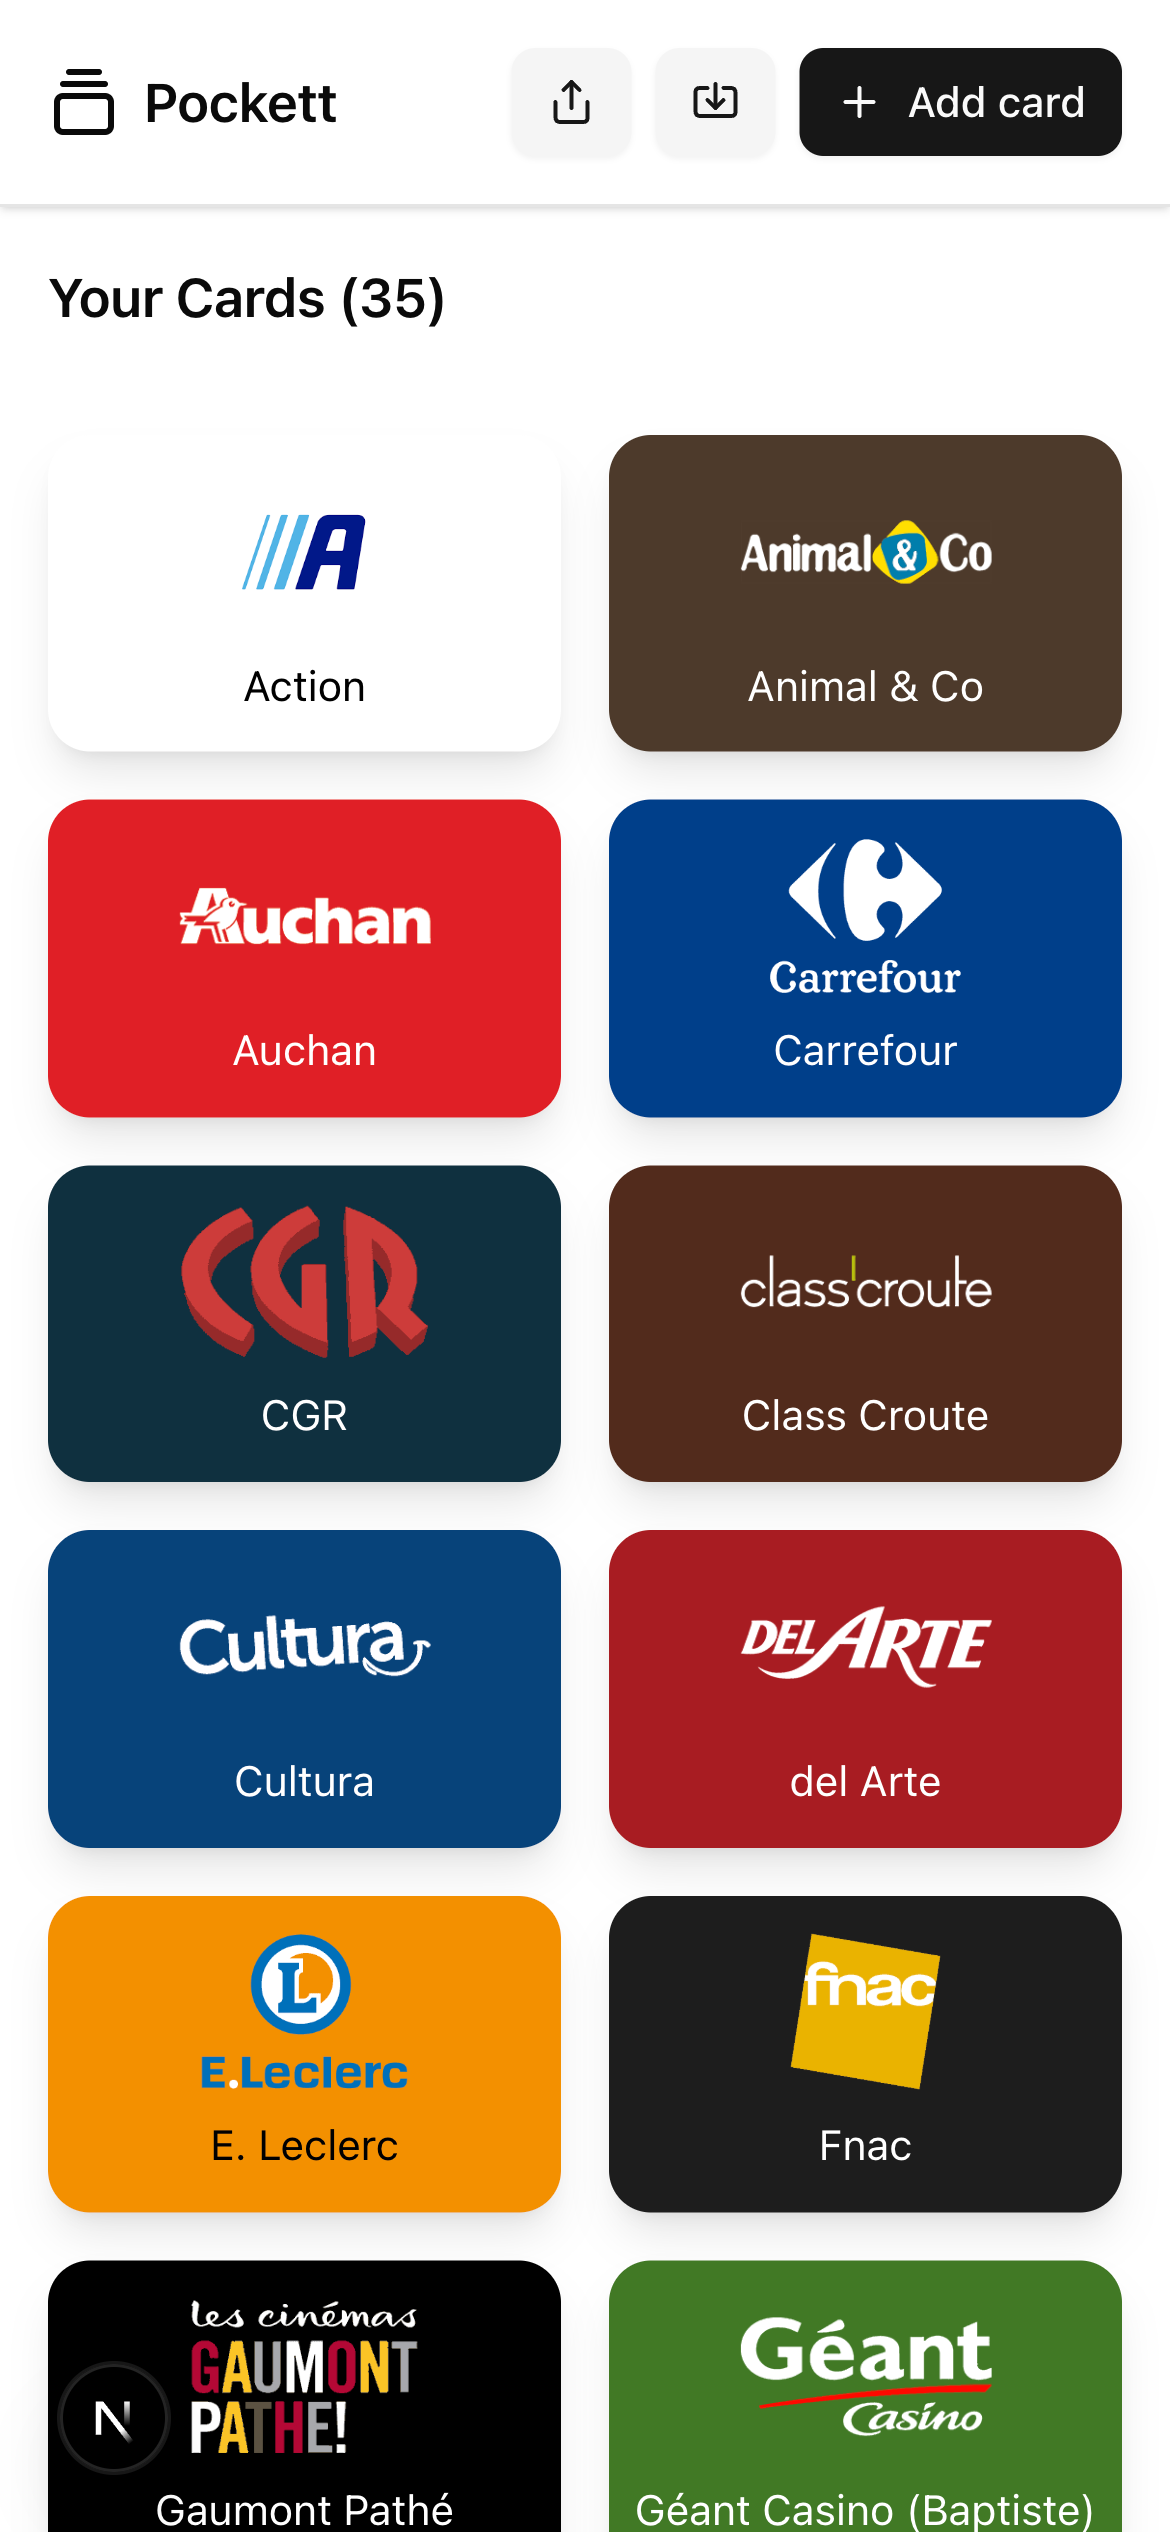 Pockett
Add card
Your Cards (35)
A
Action
Animal & Co
Animal & Co
Auchan
Auchan
Carrefour
Carrefour
CGR
CGR
class'croute
Class Croute
Cultura
Cultura
DEL ARTE
del Arte
L
E.Leclerc
E. Leclerc
fnac
Fnac
les cinémas
GAUMONT
PATHE!
N
Gaumont Pathé
Géant
Casino
Géant Casino (Baptiste)